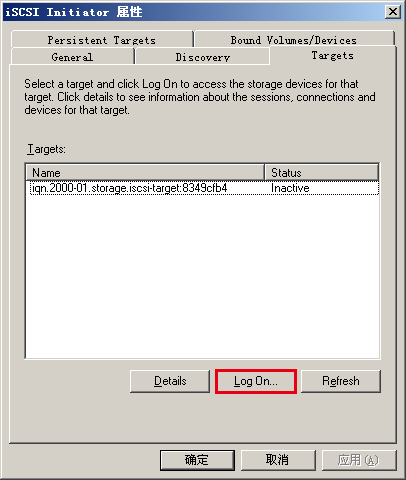 iSCSI Initiator 属性
Persistent Targets
Bound Volumes/Devices
General
Discovery
Targets
Select a target and click Log On to access the storage devices for that
target. Click details to see information about the sessions, connections and
devices for that target.
Targets:
Name
Status
iqn.2000-01.storage.iscsi-target:8349cfb4
Inactive
Details
Log On...
Refresh
确定
取消
应用(A)